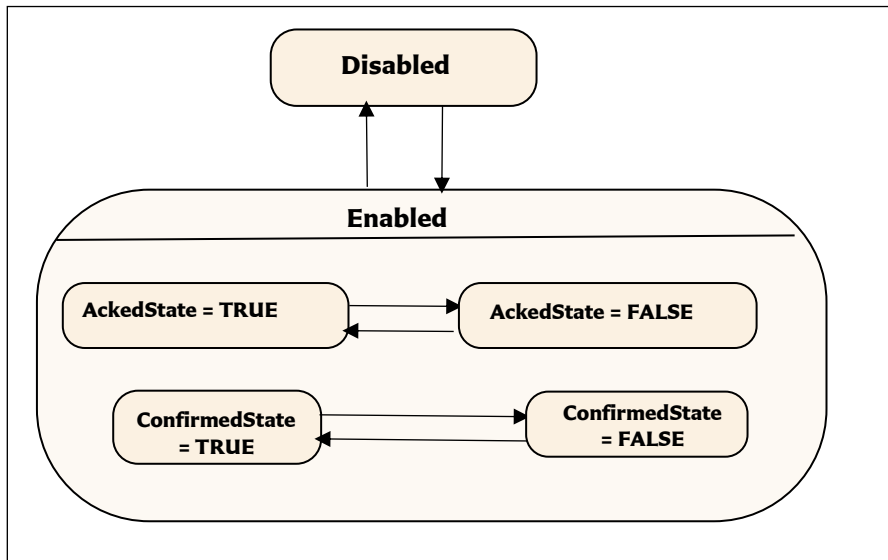 Disabled
Enabled
AckedState = TRUE
AckedState = FALSE
ConfirmedState
= TRUE
ConfirmedState
= FALSE